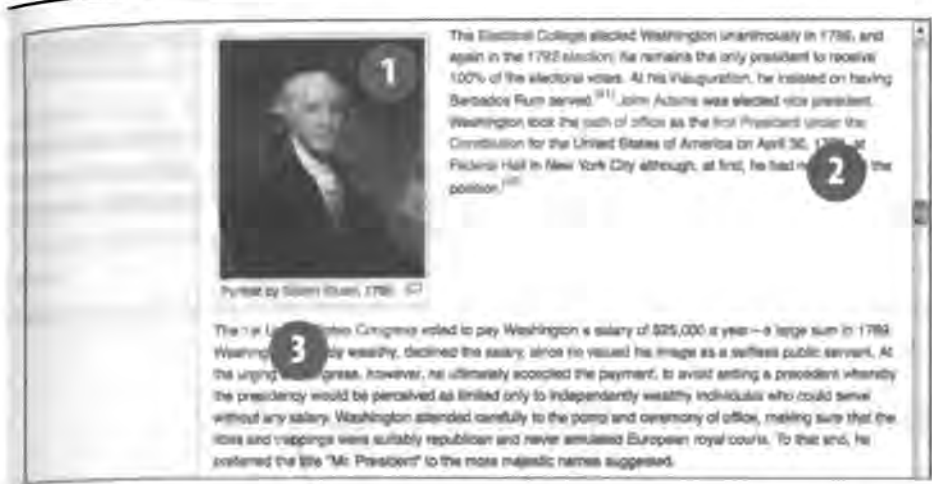 1
The Electoral College elected Washington unanimously in 1789, and
again in the 1792 election; he remains the only president to receive
100% of the electoral votes. At his inauguration, he insisted on having
Barbados Rum served. John Adams was elected vice president.
Washington took the oath of office as the first President under the
Constitution for the United States of America on April 30, at
Federal Hall in New York City although, at first, he had the
2
position.
Portrait by Gilbert Stuart, 1795
The 1st Congress voted to pay Washington a salary of $25,000 a year—a large sum in 1789.
3
wealthy, declined the salary, since he valued his image as a selfless public servant. At
the urging however, he ultimately accepted the payment, to avoid setting a precedent whereby
the presidency would be perceived as limited only to independently wealthy individuals who could serve
without any salary. Washington attended carefully to the pomp and ceremony of office, making sure that the
titles and trappings were suitably republican and never emulated European royal courts. To that end, he
preferred the title "Mr. President" to the more majestic names suggested.